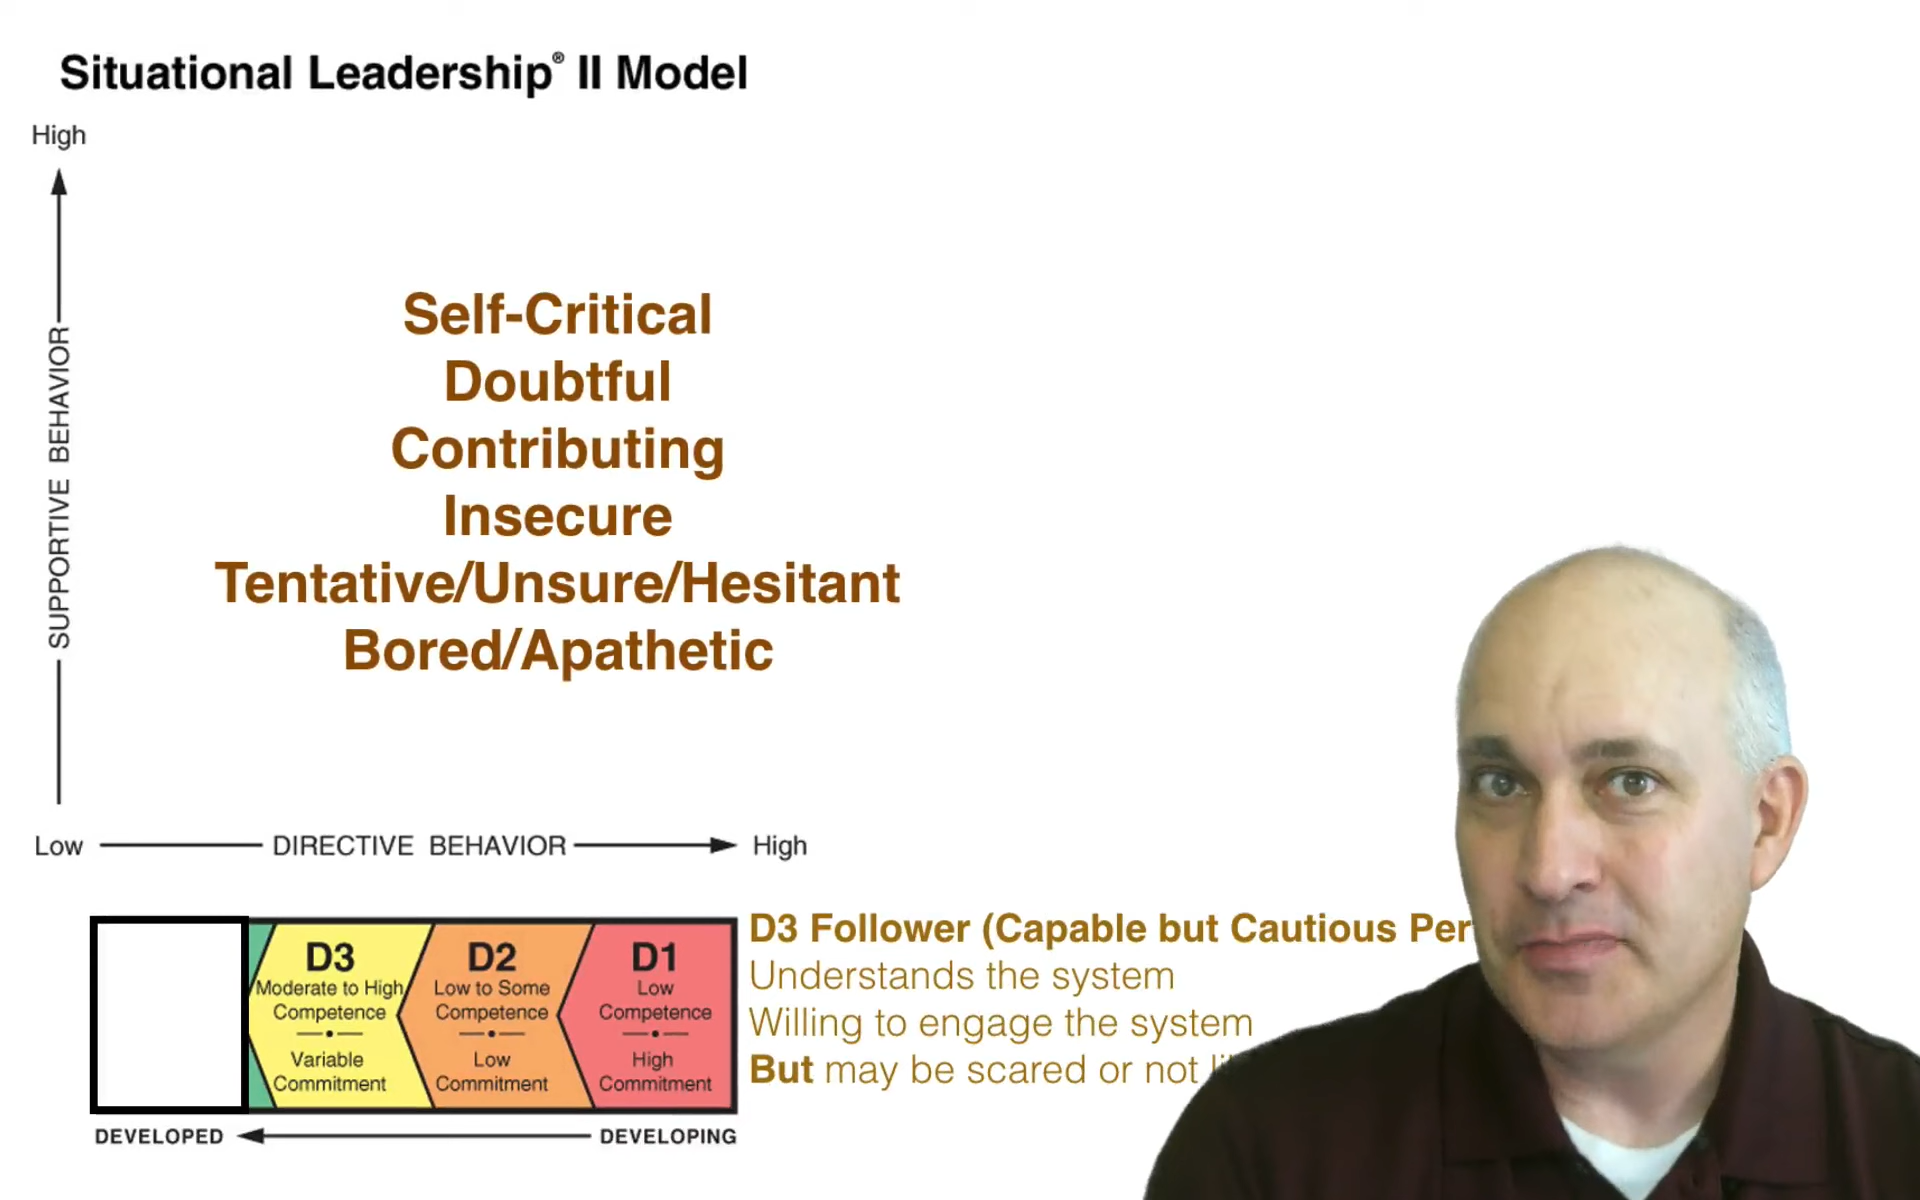 Situational Leadership® II Model
High
SUPPORTIVE BEHAVIOR
Self-Critical
Doubtful
Contributing
Insecure
Tentative/Unsure/Hesitant
Bored/Apathetic
Low
DIRECTIVE BEHAVIOR
High
D3
Moderate to High
Competence
Variable
Commitment
D2
Low to Some
Competence
Low
Commitment
D1
Low
Competence
High
Commitment
DEVELOPED
DEVELOPING
D3 Follower (Capable but Cautious
Understands the system
Willing to engage the system
But may be scared or not